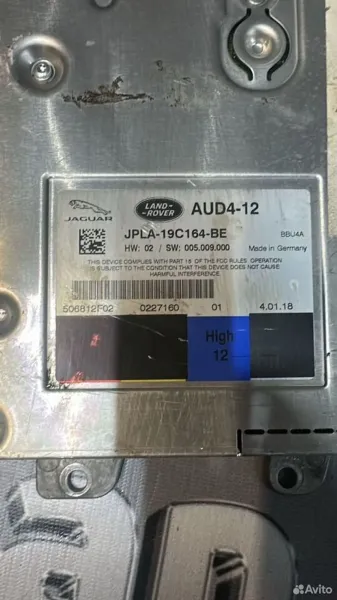 JAGUAR
LAND-
ROVER
AUD4-12
JPLA-19C164-BE
BBU4A
HW: 02 / SW: 005.009.000
Made in Germany
THIS DEVICE COMPLIES WITH PART 15 OF THE FCC RULES OPERATION
IS SUBJECT TO THE CONDITION THAT THIS DEVICE DOES NOT CAUSE
HARMFUL INTERFERENCE
506812F02 0227160 01 4.01.18
High
12
Avito